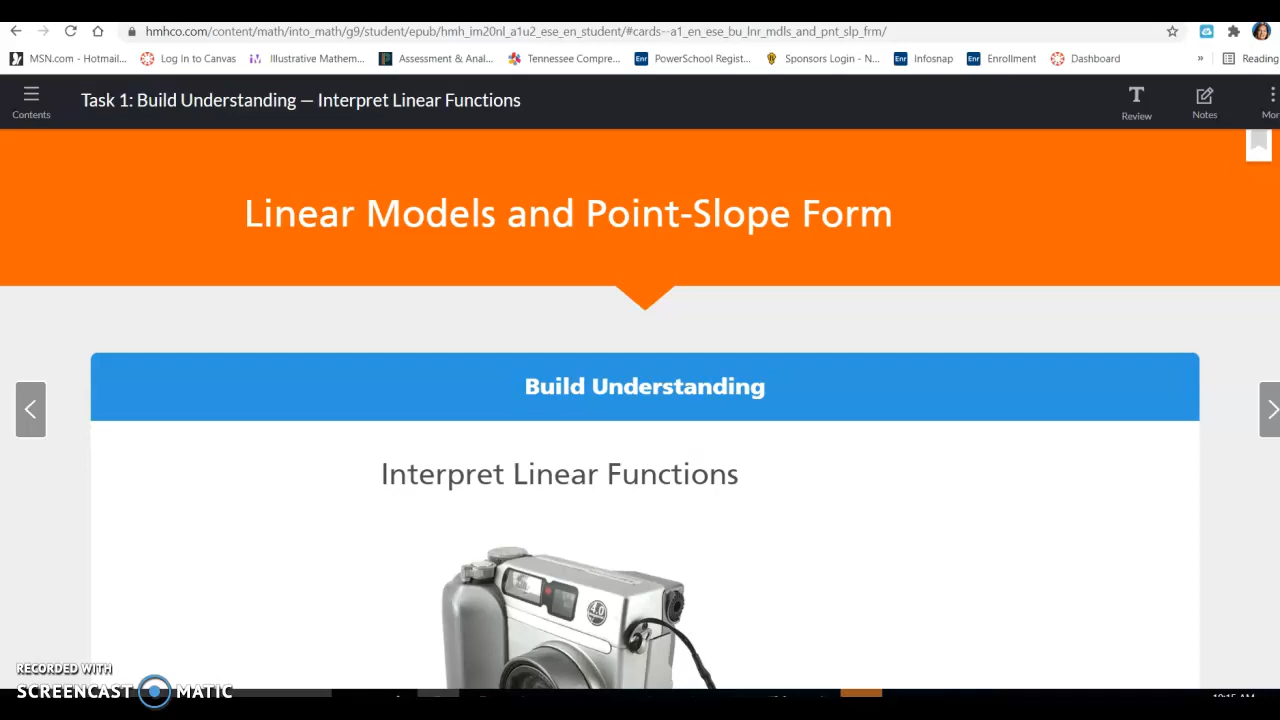 hmhco.com/content/math/into_math/g9/student/epub/hmh_im20nl_a1u2_ese_en_student/#cards--a1_en_ese_bu_lnr_mdls_and_pnt_slp_frm/
MSN.com - Hotmail... Log In to Canvas Illustrative Mathem... Assessment & Anal... Tennessee Compre... PowerSchool Regist... Sponsors Login - N... Infosnap Enrollment Dashboard » Reading
Task 1: Build Understanding — Interpret Linear Functions
Contents Review Notes Mor
Linear Models and Point-Slope Form
Build Understanding
Interpret Linear Functions
4.0
RECORDED WITH
SCREENCAST MATIC